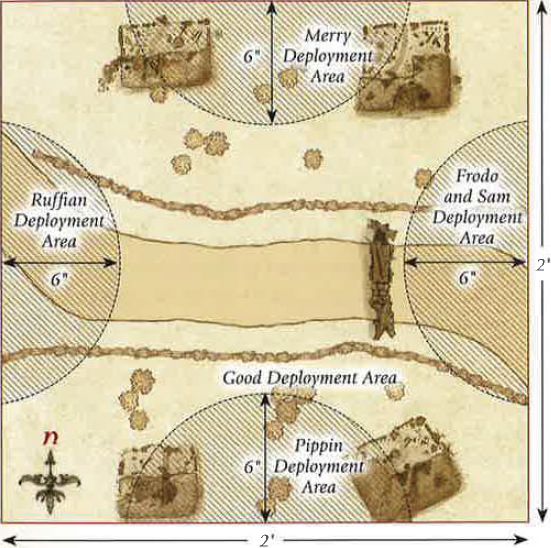 Merry
Deployment
Area
6"
Ruffian
Deployment
Area
6"
Frodo
and Sam
Deployment
Area
6"
2'
Good Deployment Area
Pippin
Deployment
Area
6"
n
2'